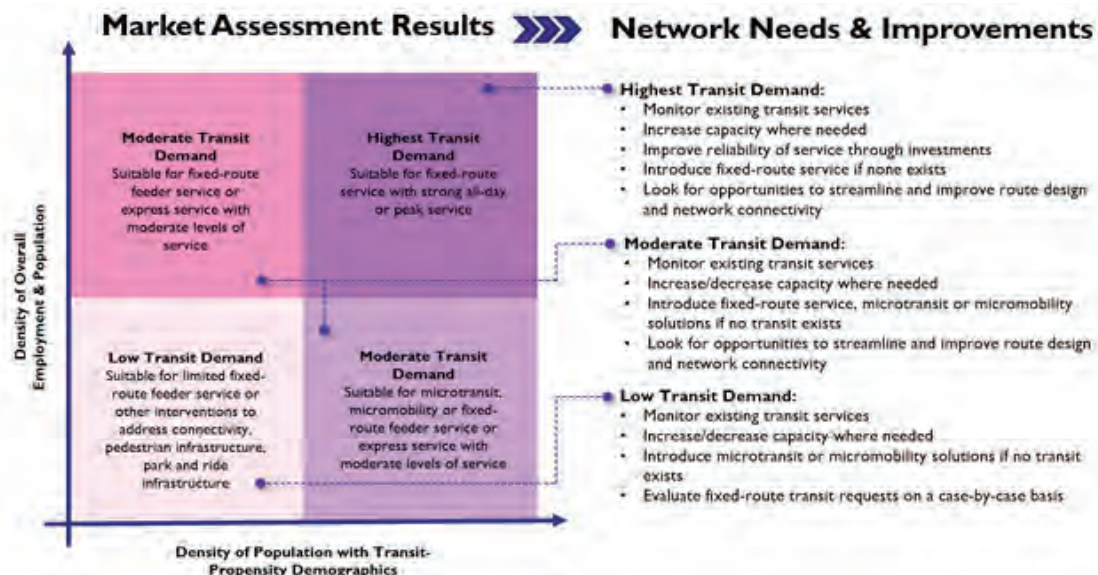 Market Assessment Results
Network Needs & Improvements
Density of Overall
Employment & Population
Moderate Transit
Demand
Suitable for fixed-route
feeder service or
express service with
moderate levels of
service
Highest Transit
Demand
Suitable for fixed-route
service with strong all-day
or peak service
Low Transit Demand
Suitable for limited fixed-
route feeder service or
other interventions to
address connectivity,
pedestrian infrastructure,
park and ride
infrastructure
Moderate Transit
Demand
Suitable for microtransit,
micromobility or fixed-
route feeder service or
express service with
moderate levels of service
Density of Population with Transit-
Propensity Demographics
Highest Transit Demand:
• Monitor existing transit services
• Increase capacity where needed
• Improve reliability of service through investments
• Introduce fixed-route service if none exists
• Look for opportunities to streamline and improve route design
and network connectivity
Moderate Transit Demand:
• Monitor existing transit services
• Increase/decrease capacity where needed
• Introduce fixed-route service, microtransit or micromobility
solutions if no transit exists
• Look for opportunities to streamline and improve route design
and network connectivity
Low Transit Demand:
• Monitor existing transit services
• Increase/decrease capacity where needed
• Introduce microtransit or micromobility solutions if no transit
exists
• Evaluate fixed-route transit requests on a case-by-case basis